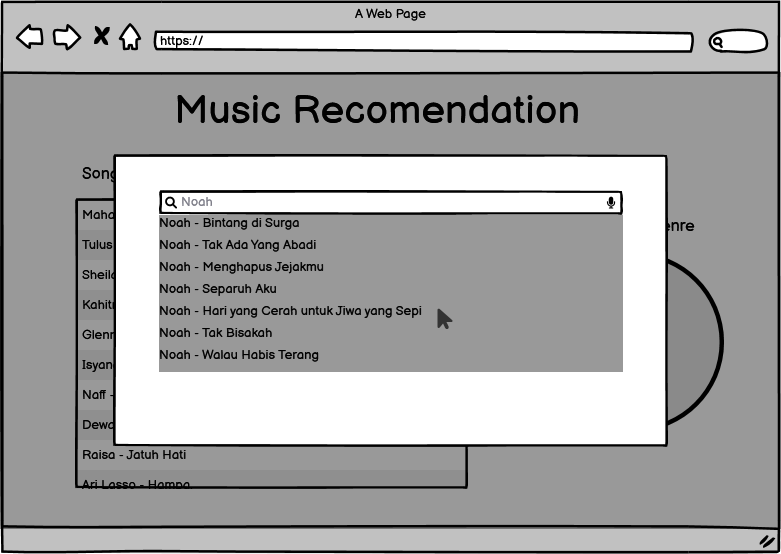 A Web Page
https://
Music Recomendation
Song
Noah
Noah - Bintang di Surga
Noah - Tak Ada Yang Abadi
Noah - Menghapus Jejakmu
Noah - Separuh Aku
Noah - Hari yang Cerah untuk Jiwa yang Sepi
Noah - Tak Bisakah
Noah - Walau Habis Terang
enre
Maha
Tulus
Sheila
Kahitn
Glenn
Isyan
Naff -
Dewa
Raisa - Jatuh Hati
Ari Lasso - Hampa